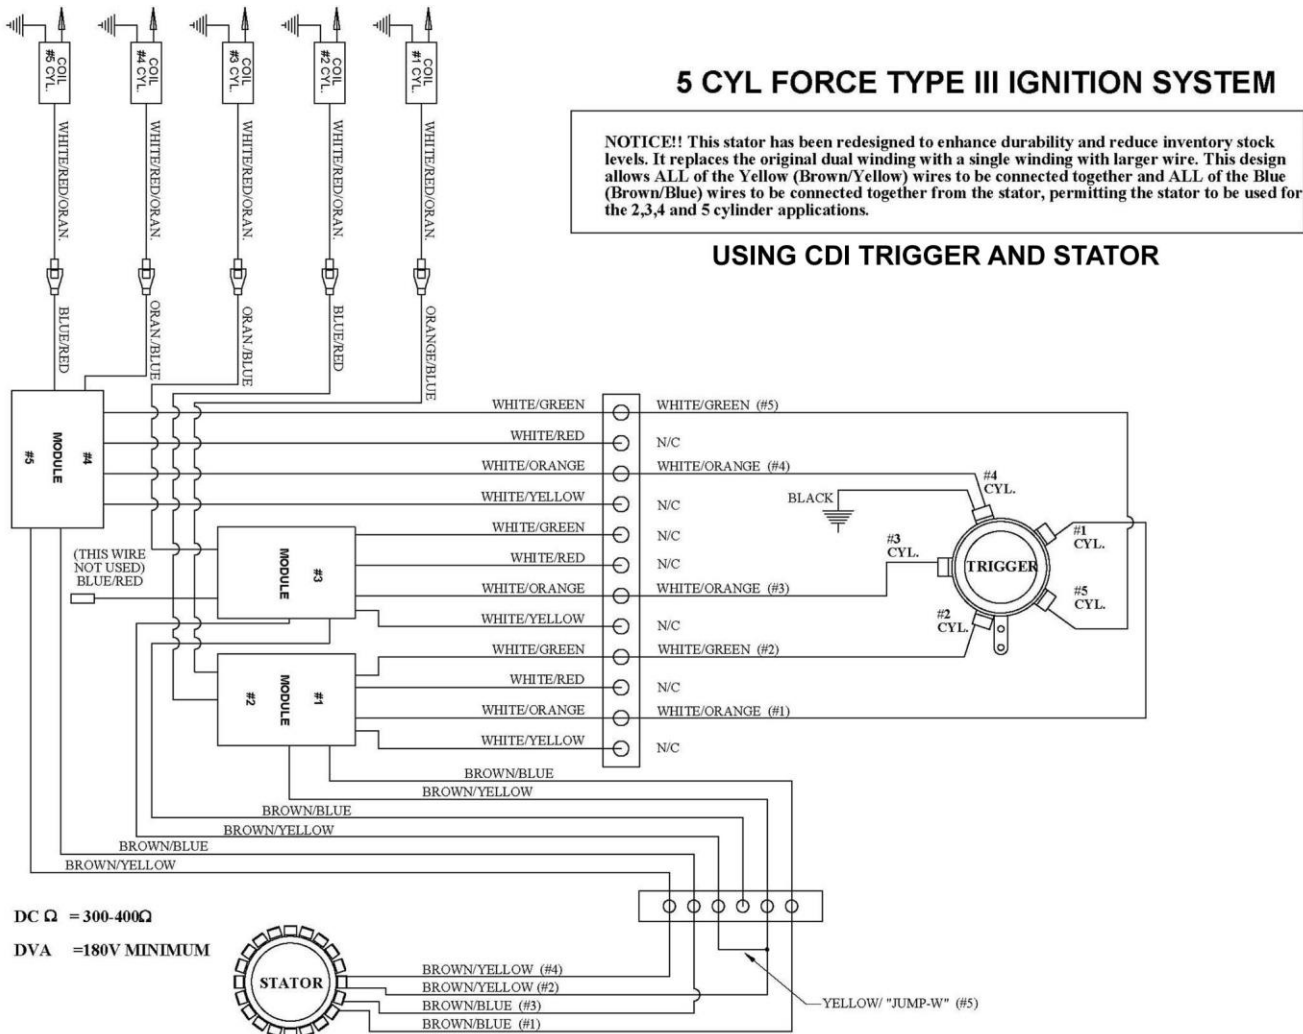 COIL
#5 CYL.
COIL
#4 CYL.
COIL
#3 CYL.
COIL
#2 CYL.
COIL
#1 CYL.
5 CYL FORCE TYPE III IGNITION SYSTEM
NOTICE!! This stator has been redesigned to enhance durability and reduce inventory stock
levels. It replaces the original dual winding with a single winding with larger wire. This design
allows ALL of the Yellow (Brown/Yellow) wires to be connected together and ALL of the Blue
(Brown/Blue) wires to be connected together from the stator, permitting the stator to be used for
the 2,3,4 and 5 cylinder applications.
USING CDI TRIGGER AND STATOR
WHITE/RED/ORAN.
WHITE/RED/ORAN.
WHITE/RED/ORAN.
WHITE/RED/ORAN.
WHITE/RED/ORAN.
BLUE/RED
ORAN./BLUE
ORAN./BLUE
BLUE/RED
ORANGE/BLUE
#4
MODULE
#5
WHITE/GREEN
WHITE/GREEN (#5)
WHITE/RED
N/C
WHITE/ORANGE
WHITE/ORANGE (#4)
WHITE/YELLOW
N/C
WHITE/GREEN
N/C
WHITE/RED
N/C
WHITE/ORANGE
WHITE/ORANGE (#3)
WHITE/YELLOW
N/C
WHITE/GREEN
WHITE/GREEN (#2)
WHITE/RED
N/C
WHITE/ORANGE
WHITE/ORANGE (#1)
WHITE/YELLOW
N/C
BLACK
#4
CYL.
#1
CYL.
#3
CYL.
TRIGGER
#5
CYL.
#2
CYL.
(THIS WIRE
NOT USED)
BLUE/RED
#3
MODULE
#1
MODULE
#2
BROWN/BLUE
BROWN/YELLOW
BROWN/BLUE
BROWN/YELLOW
BROWN/BLUE
BROWN/YELLOW
DC Ω = 300-400Ω
DVA =180V MINIMUM
STATOR
BROWN/YELLOW (#4)
BROWN/YELLOW (#2)
BROWN/BLUE (#3)
BROWN/BLUE (#1)
YELLOW/ "JUMP-W" (#5)